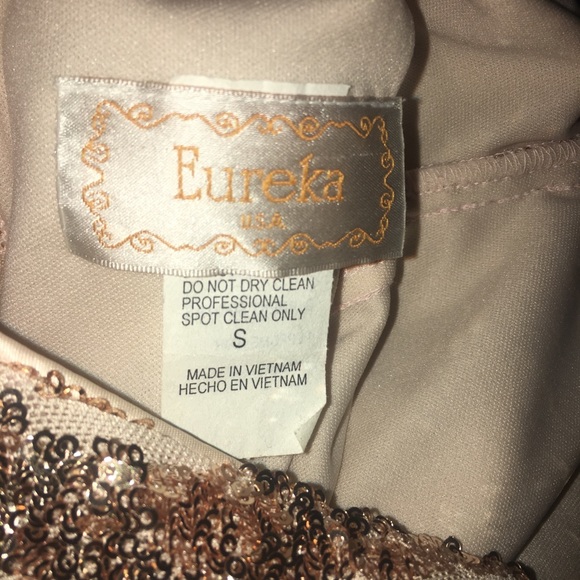 Eureka
U.S.A.
DO NOT DRY CLEAN
PROFESSIONAL
SPOT CLEAN ONLY
S
MADE IN VIETNAM
HECHO EN VIETNAM